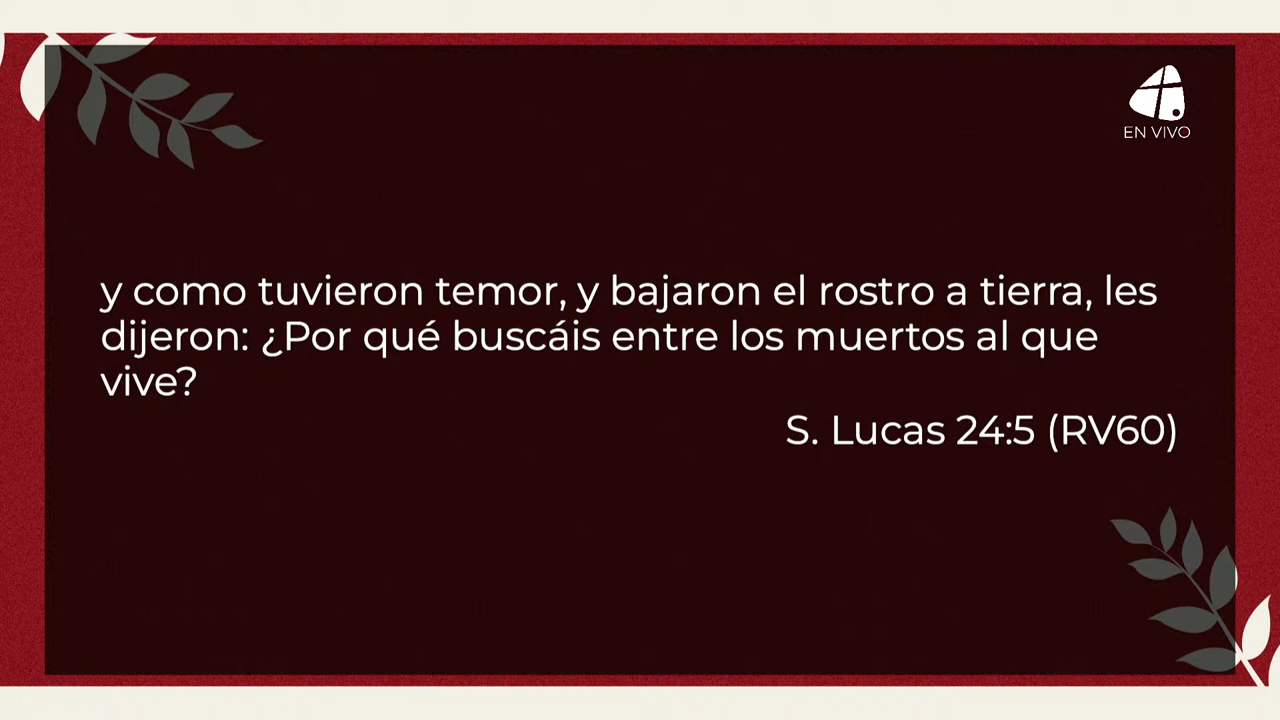 EN VIVO
y como tuvieron temor, y bajaron el rostro a tierra, les
dijeron: ¿Por qué buscáis entre los muertos al que
vive?
S. Lucas 24:5 (RV60)